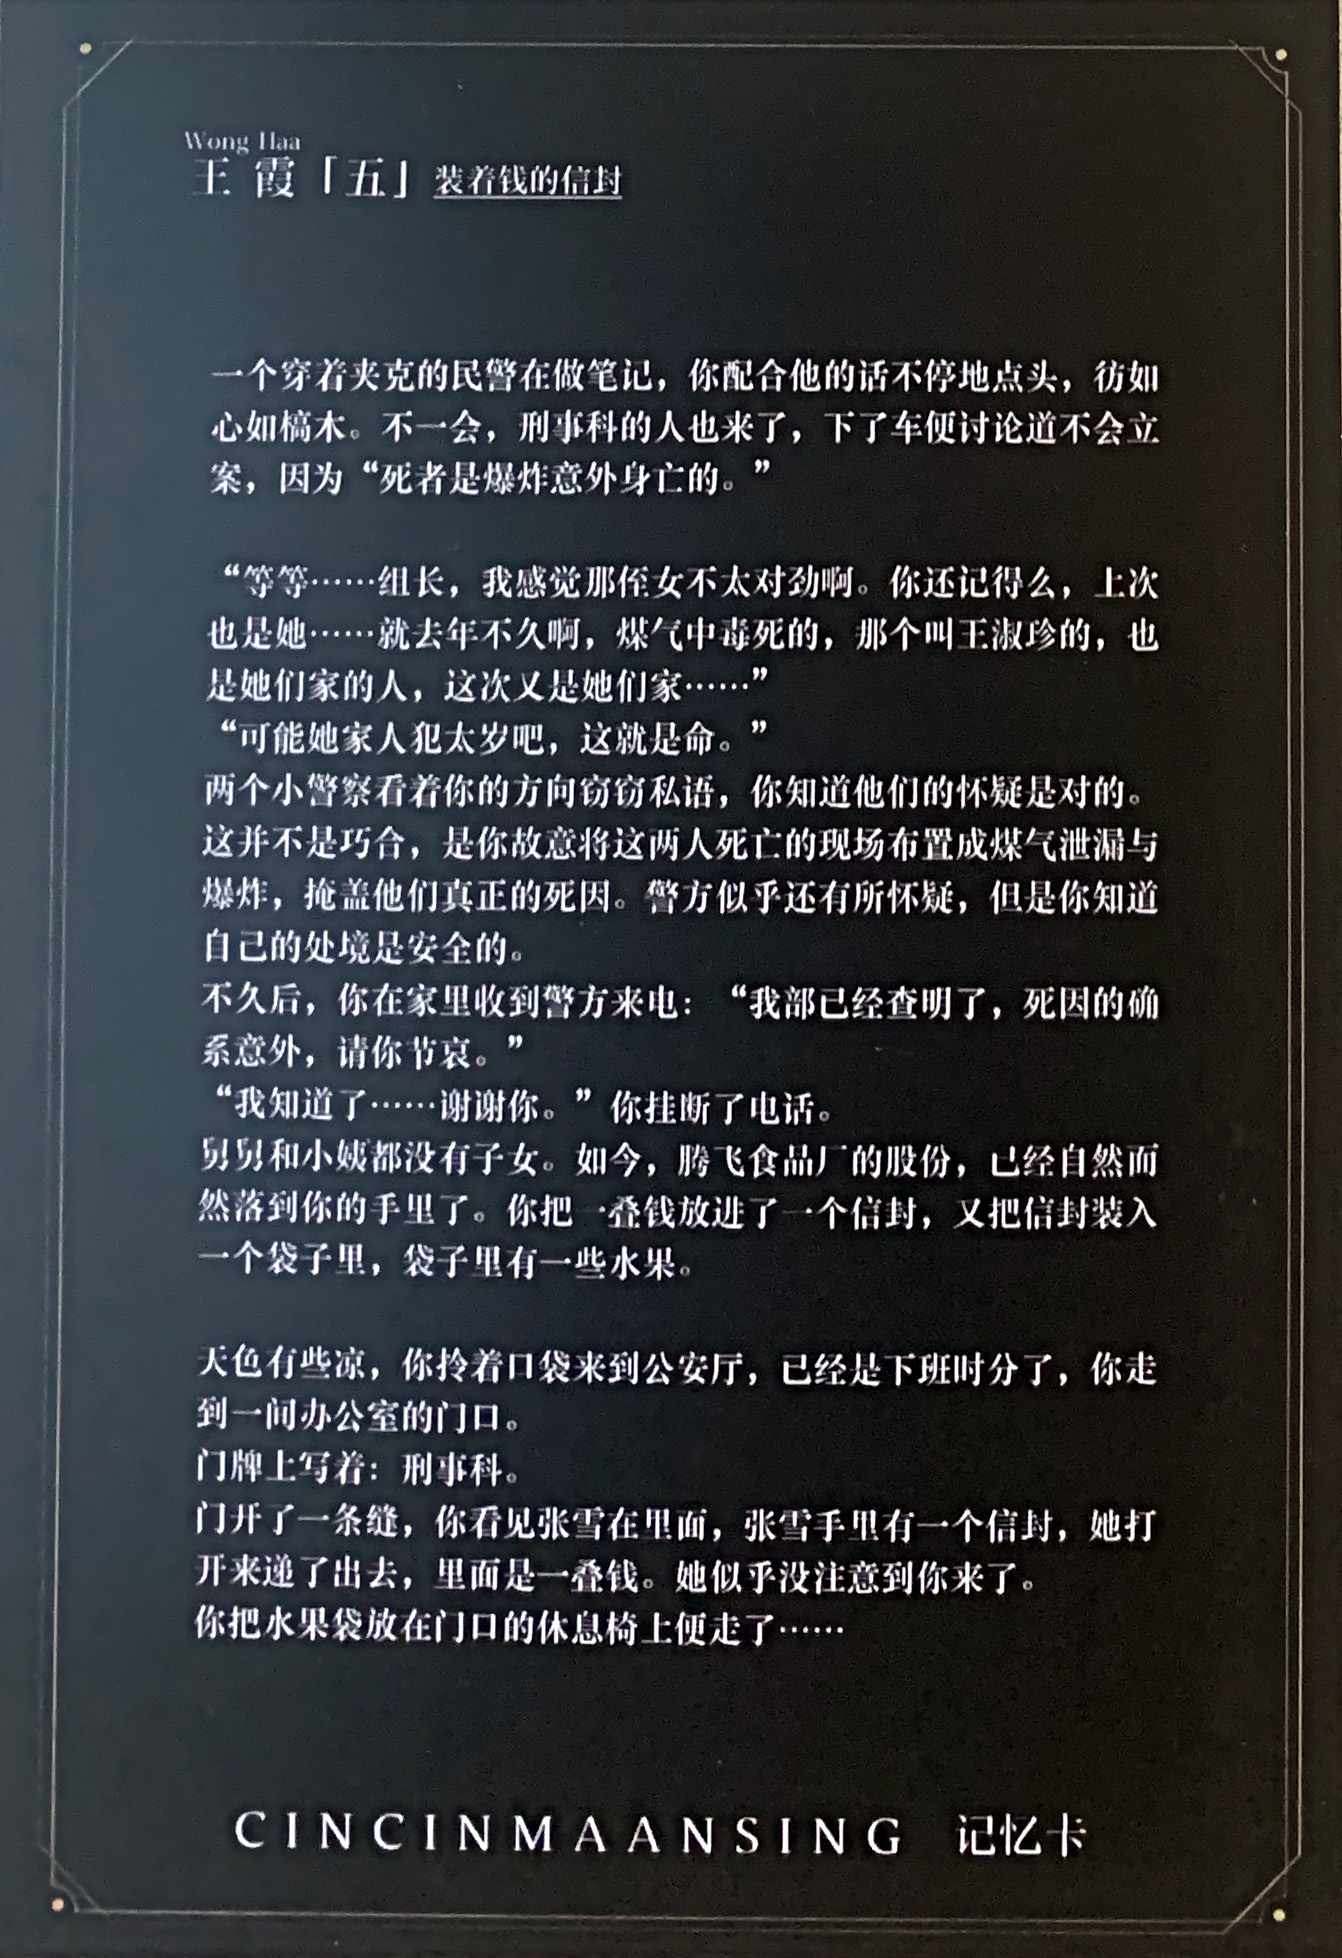 Wong Haa
王 霞「五」 装着钱的信封
一个穿着夹克的民警在做笔记，你配合他的话不停地点头，彷如
心如槁木。不一会，刑事科的人也来了，下了车便讨论道不会立
案，因为“死者是爆炸意外身亡的。”
“等等……组长，我感觉那侄女不太对劲啊。你还记得么，上次
也是她……就去年不久啊，煤气中毒死的，那个叫王淑珍的，也
是她们家的人，这次又是她们家……”
“可能她家人犯太岁吧，这就是命。”
两个小警察看着你的方向窃窃私语，你知道他们的怀疑是对的。
这并不是巧合，是你故意将这两人死亡的现场布置成煤气泄漏与
爆炸，掩盖他们真正的死因。警方似乎还有所怀疑，但是你知道
自己的处境是安全的。
不久后，你在家里收到警方来电：“我部已经查明了，死因的确
系意外，请你节哀。”
“我知道了……谢谢你。”你挂断了电话。
舅舅和小姨都没有子女。如今，腾飞食品厂的股份，已经自然而
然落到你的手里了。你把一叠钱放进了一个信封，又把信封装入
一个袋子里，袋子里有一些水果。
天色有些凉，你拎着口袋来到公安厅，已经是下班时分了，你走
到一间办公室的门口。
门牌上写着：刑事科。
门开了一条缝，你看见张雪在里面，张雪手里有一个信封，她打
开来递了出去，里面是一叠钱。她似乎没注意到你来了。
你把水果袋放在门口的休息椅上便走了……
CINCINMAANSING 记忆卡